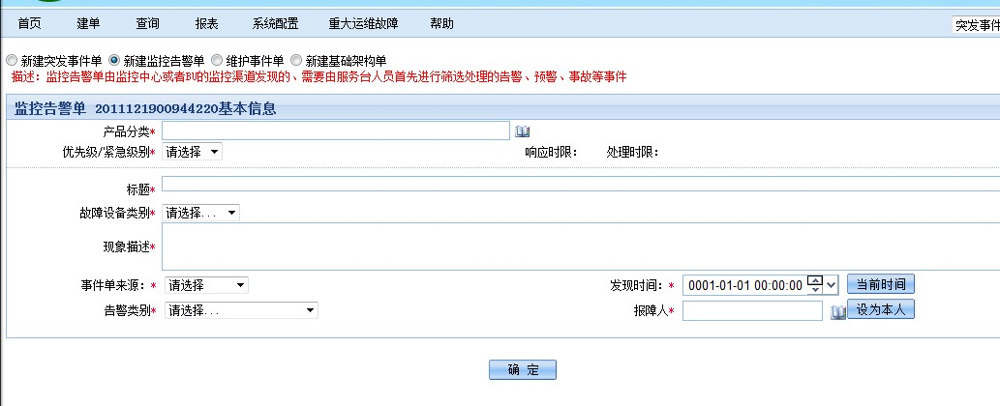 首页 建单 查询 报表 系统配置 重大运维故障 帮助 突发事件
新建突发事件单 新建监控告警单 维护事件单 新建基础架构单
描述：监控告警单由监控中心或者BU的监控渠道发现的、需要由服务台人员首先进行筛选处理的告警、预警、事故等事件
监控告警单 2011121900944220基本信息
产品分类*
优先级/紧急级别* 请选择 响应时限： 处理时限：
标题*
故障设备类别* 请选择...
现象描述*
事件单来源：* 请选择 发现时间：* 0001-01-01 00:00:00 当前时间
告警类别* 请选择... 报障人* 设为本人
确 定